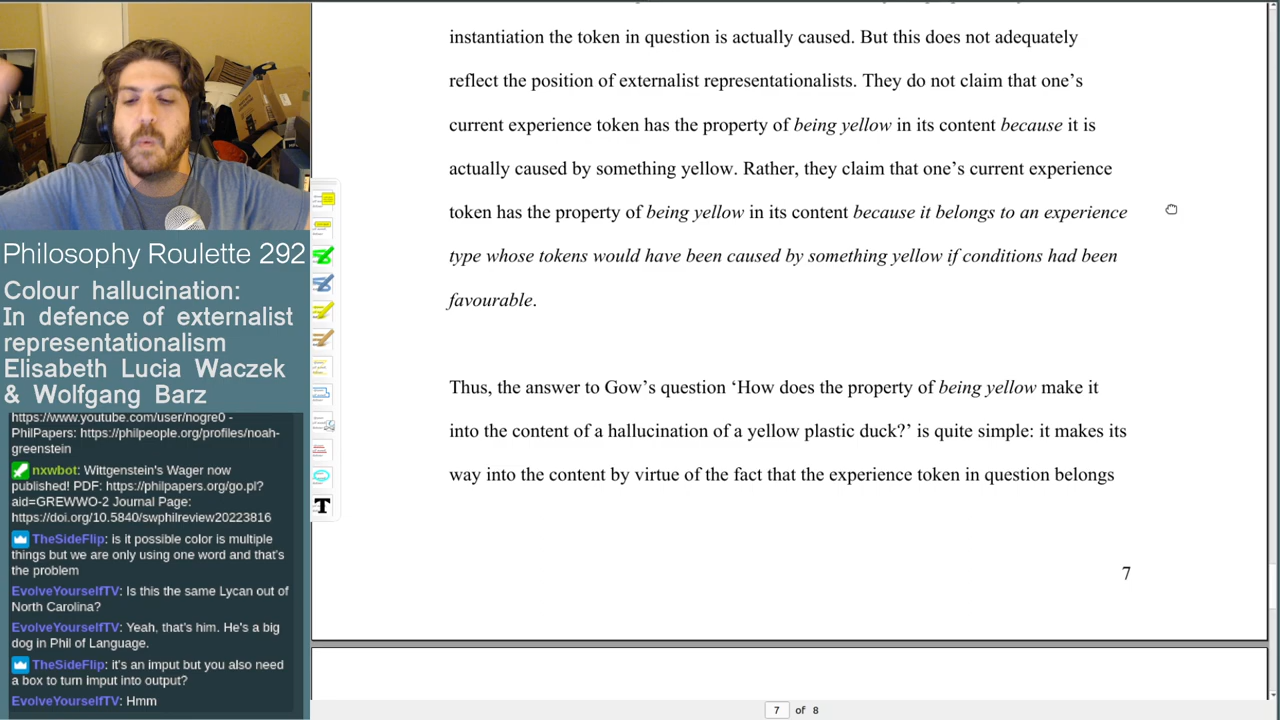 instantiation the token in question is actually caused. But this does not adequately
reflect the position of externalist representationalists. They do not claim that one’s
current experience token has the property of being yellow in its content because it is
actually caused by something yellow. Rather, they claim that one’s current experience
token has the property of being yellow in its content because it belongs to an experience
type whose tokens would have been caused by something yellow if conditions had been
favourable.
Thus, the answer to Gow’s question ‘How does the property of being yellow make it
into the content of a hallucination of a yellow plastic duck?’ is quite simple: it makes its
way into the content by virtue of the fact that the experience token in question belongs
7
7 of 8
T
Philosophy Roulette 292
Colour hallucination:
In defence of externalist
representationalism
Elisabeth Lucia Waczek
& Wolfgang Barz
https://www.youtube.com/user/nogre0 -
PhilPapers: https://philpeople.org/profiles/noah-
greenstein
nxwbot: Wittgenstein's Wager now
published! PDF: https://philpapers.org/go.pl?
aid=GREWWO-2 Journal Page:
https://doi.org/10.5840/swphilreview20223816
TheSideFlip: is it possible color is multiple
things but we are only using one word and that's
the problem
EvolveYourselfTV: Is this the same Lycan out of
North Carolina?
EvolveYourselfTV: Yeah, that's him. He's a big
dog in Phil of Language.
TheSideFlip: it's an imput but you also need
a box to turn imput into output?
EvolveYourselfTV: Hmm